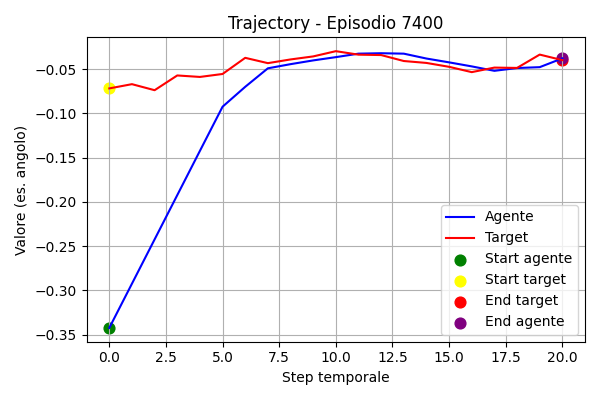 Trajectory - Episodio 7400
Valore (es. angolo)
−0.05
−0.10
−0.15
−0.20
−0.25
−0.30
−0.35
0.0 2.5 5.0 7.5 10.0 12.5 15.0 17.5 20.0
Step temporale
Agente
Target
Start agente
Start target
End target
End agente